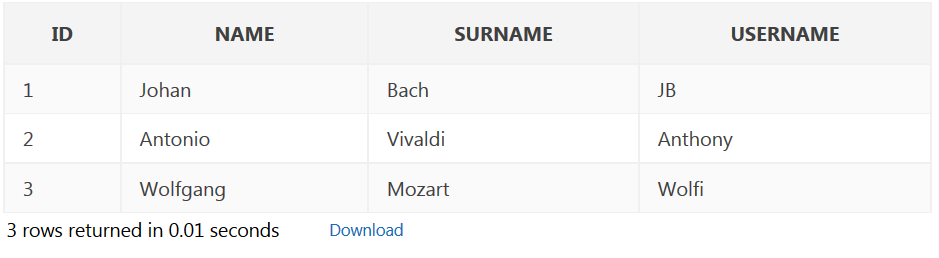 ID NAME SURNAME USERNAME
1 Johan Bach JB
2 Antonio Vivaldi Anthony
3 Wolfgang Mozart Wolfi
3 rows returned in 0.01 seconds Download